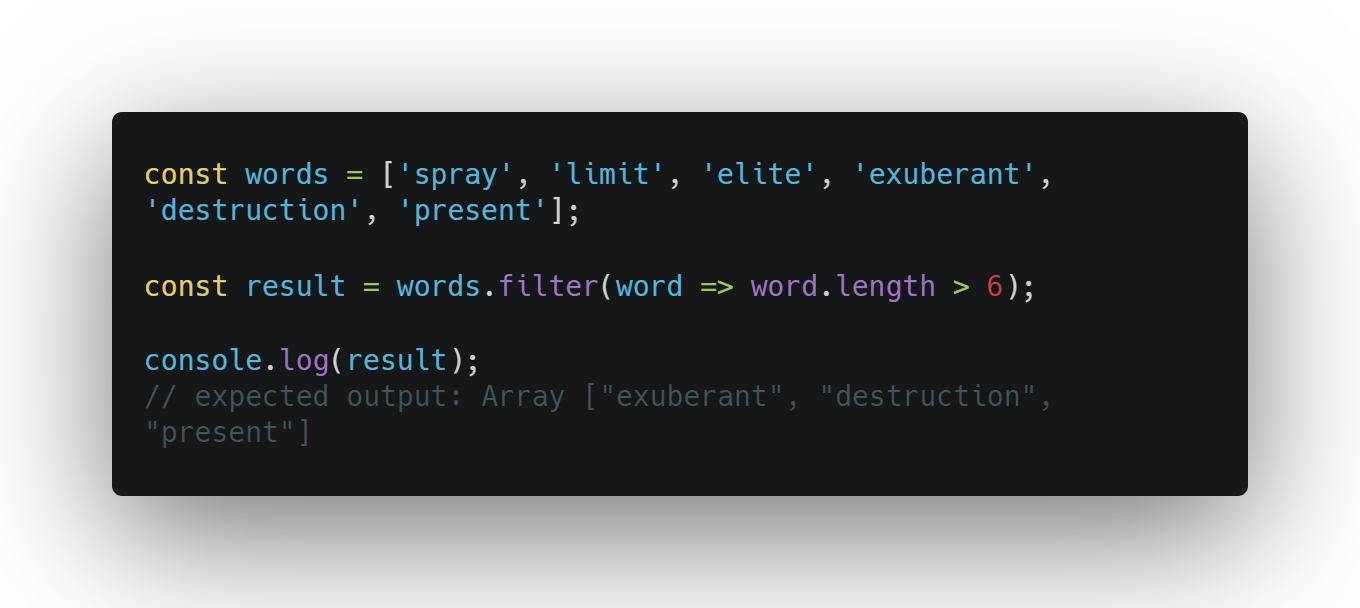 const words = ['spray', 'limit', 'elite', 'exuberant',
'destruction', 'present'];
const result = words.filter(word => word.length > 6);
console.log(result);
// expected output: Array ["exuberant", "destruction",
"present"]